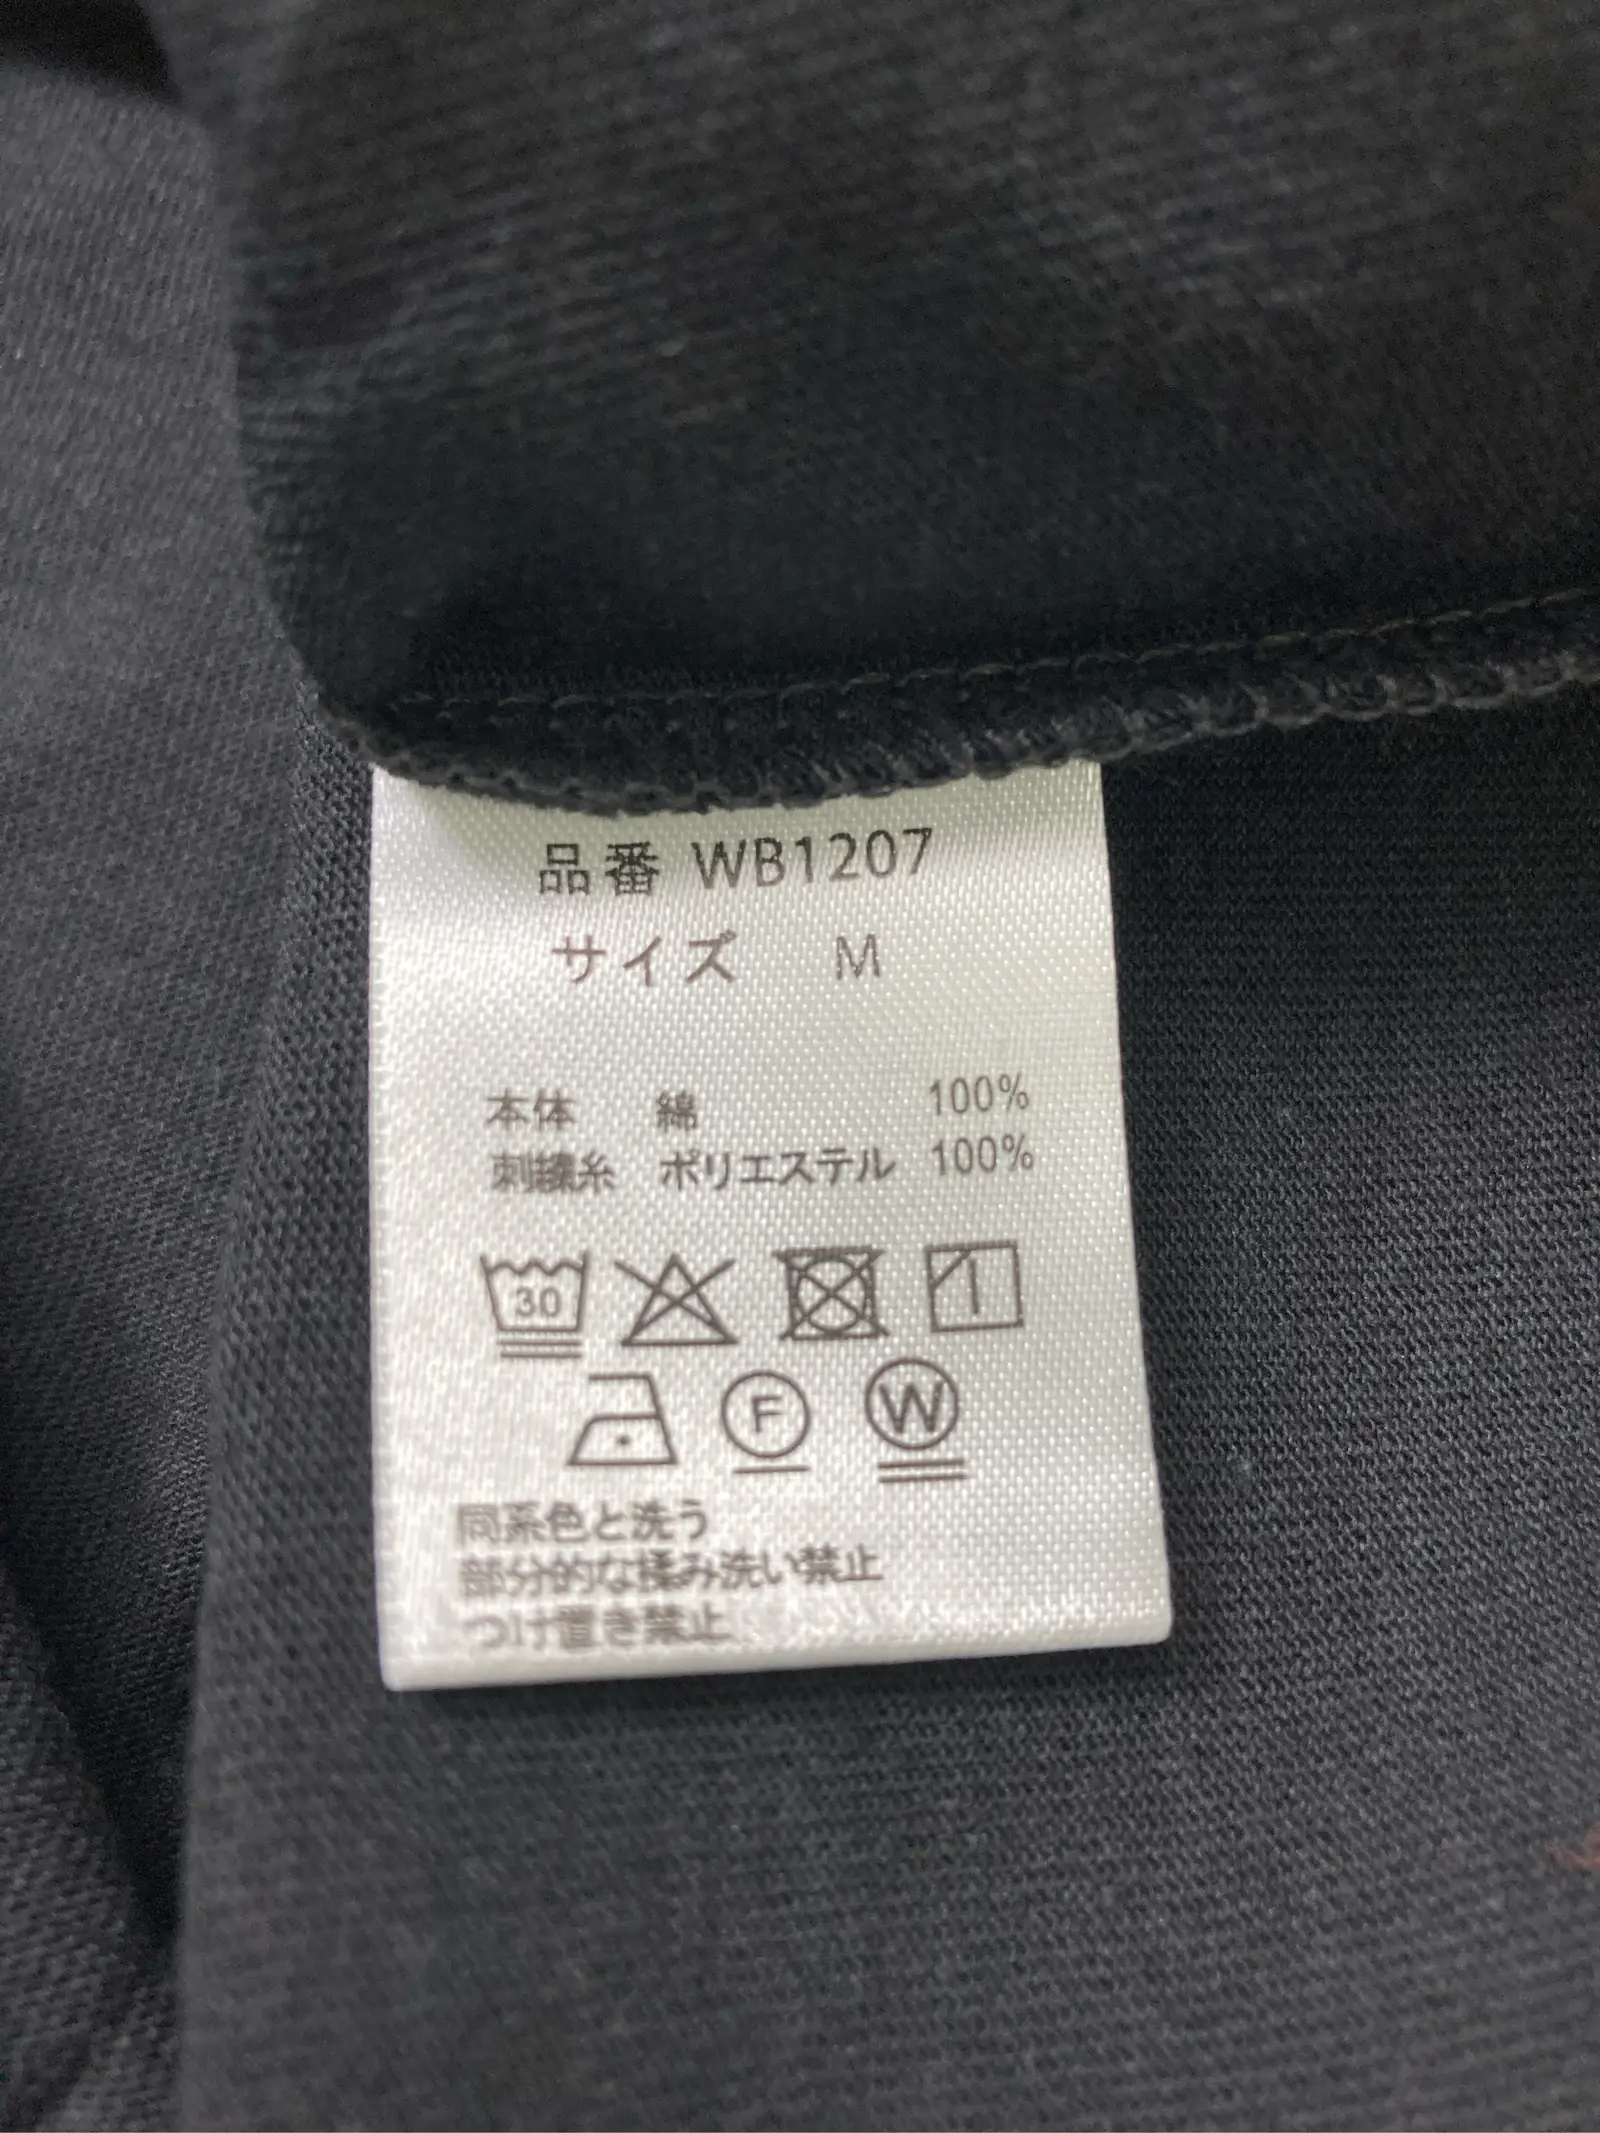 品番 WB1207
サイズ M
本体 綿 100%
刺繍糸 ポリエステル 100%
30
F W
同系色と洗う
部分的な揉み洗い禁止
つけ置き禁止